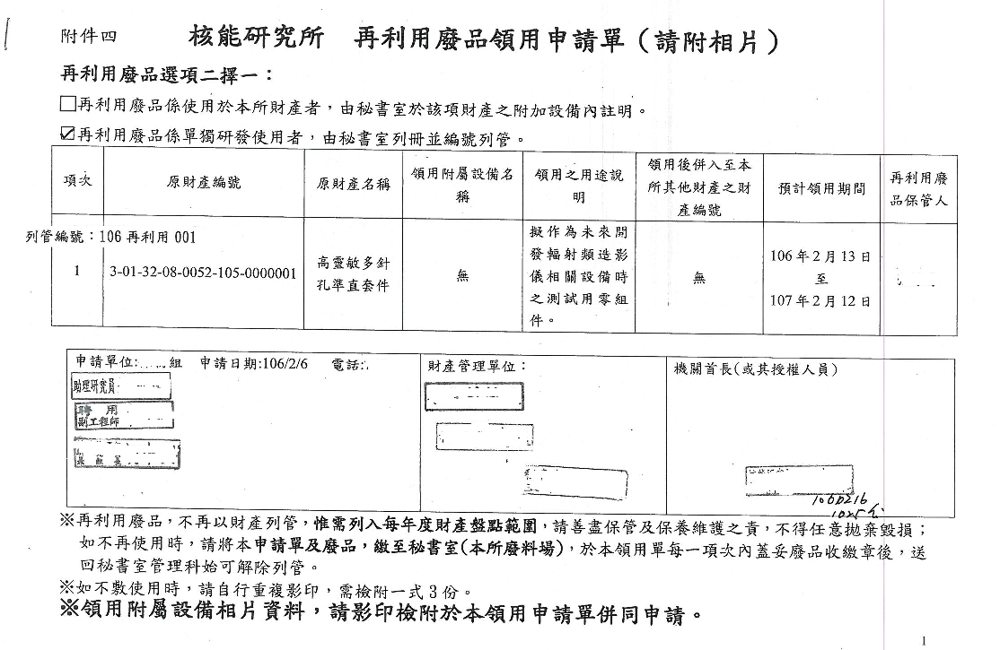 附件四
核能研究所 再利用廢品領用申請單(請附相片)
再利用廢品選項二擇一:
□再利用廢品係使用於本所財產者,由秘書室於該項財產之附加設備內註明。
☑再利用廢品係單獨研發使用者,由秘書室列冊並編號列管。
項次
原財產編號
原財產名稱
領用附屬設備名
稱
領用之用途說
明
領用後併入至本
所其他財產之財
產編號
預計領用期間
再利用廢
品保管人
列管編號:106再利用001
1
3-01-32-08-0052-105-0000001
高靈敏多針
孔準直套件
無
擬作為未來開
發輻射類造影
儀相關設備時
之測試用零組
件。
無
106年2月13日
至
107年2月12日
申請單位: 組 申請日期:106/2/6 電話:
助理研究員
聘用
副工程師
財產管理單位:
機關首長(或其授權人員)
1060216
1025
※再利用廢品,不再以財產列管,惟需列入每年度財產盤點範圍,請善盡保管及保養維護之責,不得任意拋棄毀損;
如不再使用時,請將本申請單及廢品,繳至秘書室(本所廢料場),於本領用單每一項次內蓋妥廢品收繳章後,送
回秘書室管理科始可解除列管。
※如不敷使用時,請自行重複影印,需檢附一式3份。
※領用附屬設備相片資料,請影印檢附於本領用申請單併同申請。
1